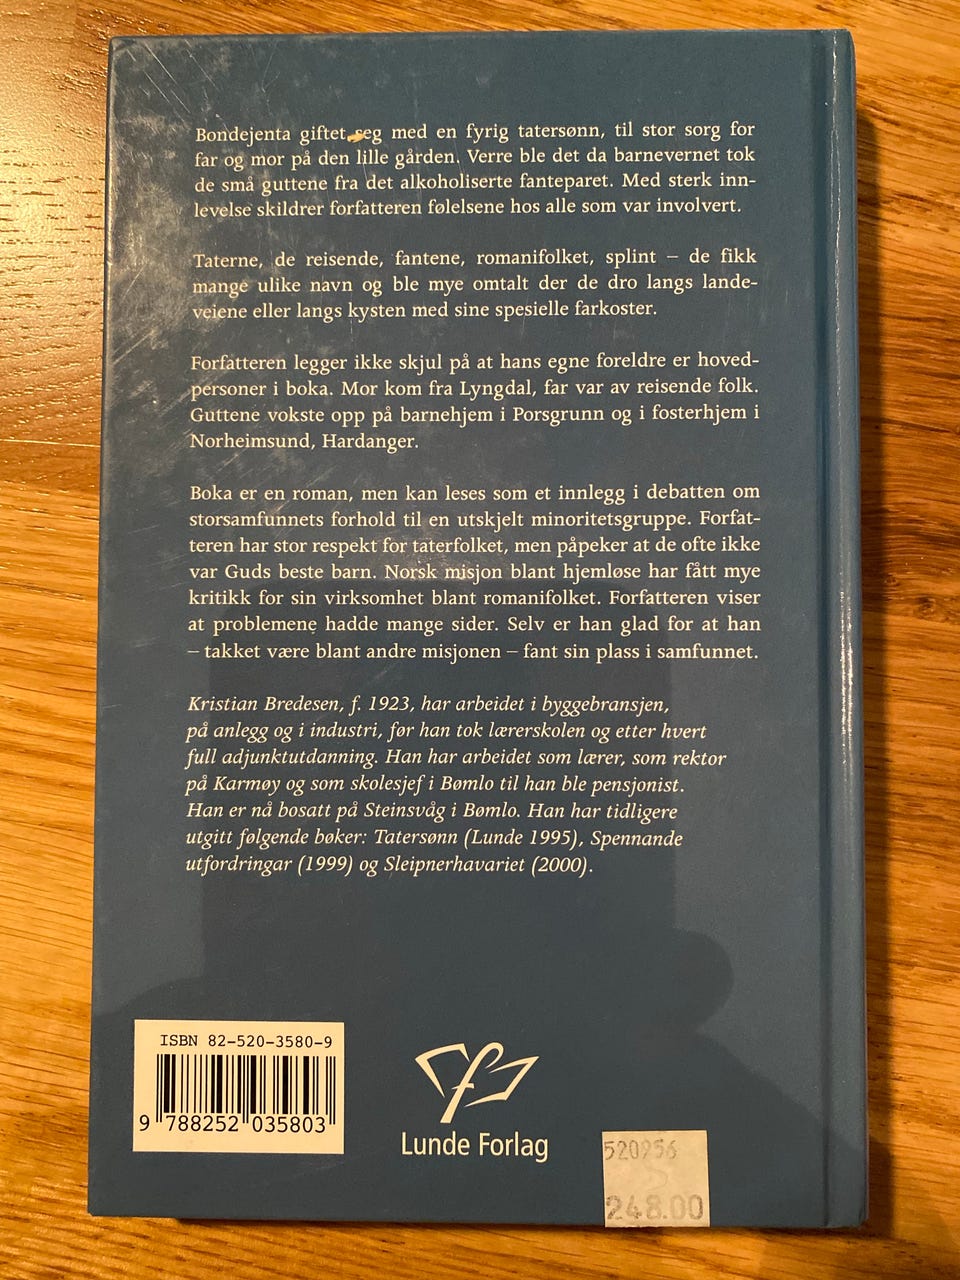 Bondejenta giftet seg med en fyrig tatersønn, til stor sorg for
far og mor på den lille gården. Verre ble det da barnevernet tok
de små guttene fra det alkoholiserte fanteparet. Med sterk inn-
levelse skildrer forfatteren følelsene hos alle som var involvert.
Taterne, de reisende, fantene, romanifolket, splint – de fikk
mange ulike navn og ble mye omtalt der de dro langs lande-
veiene eller langs kysten med sine spesielle farkoster.
Forfatteren legger ikke skjul på at hans egne foreldre er hoved-
personer i boka. Mor kom fra Lyngdal, far var av reisende folk.
Guttene vokste opp på barnehjem i Porsgrunn og i fosterhjem i
Norheimsund, Hardanger.
Boka er en roman, men kan leses som et innlegg i debatten om
storsamfunnets forhold til en utskjelt minoritetsgruppe. Forfat-
teren har stor respekt for taterfolket, men påpeker at de ofte ikke
var Guds beste barn. Norsk misjon blant hjemløse har fått mye
kritikk for sin virksomhet blant romanifolket. Forfatteren viser
at problemene hadde mange sider. Selv er han glad for at han
– takket være blant andre misjonen – fant sin plass i samfunnet.
Kristian Bredesen, f. 1923, har arbeidet i byggebransjen,
på anlegg og i industri, før han tok lærerskolen og etter hvert
full adjunktutdanning. Han har arbeidet som lærer, som rektor
på Karmøy og som skolesjef i Bømlo til han ble pensjonist.
Han er nå bosatt på Steinsvåg i Bømlo. Han har tidligere
utgitt følgende bøker: Tatersønn (Lunde 1995), Spennande
utfordringar (1999) og Sleipnerhavariet (2000).
ISBN 82-520-3580-9
9 788252 035803
Lunde Forlag
520956
248.00